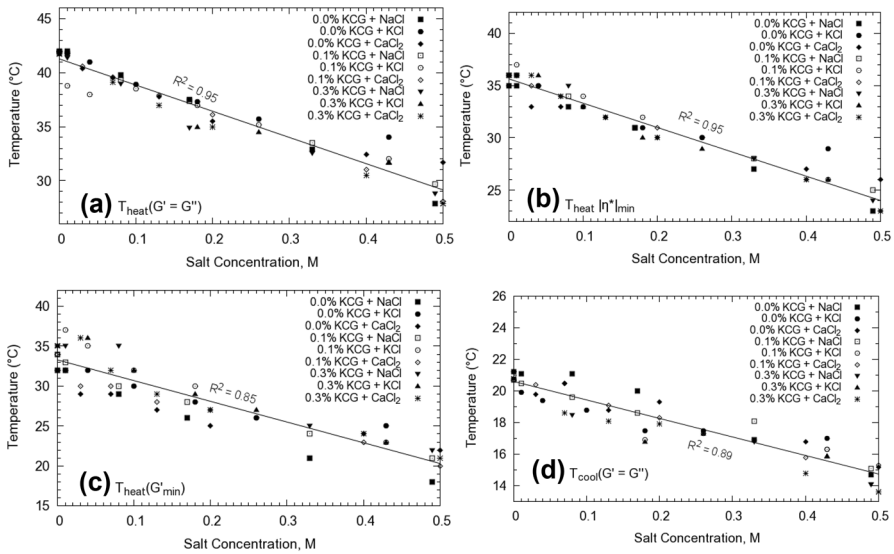 45
40
35
30
Temperature (°C)
0
0.1
0.2
0.3
0.4
0.5
Salt Concentration, M
0.0% KCG + NaCl
0.0% KCG + KCl
0.0% KCG + CaCl2
0.1% KCG + NaCl
0.1% KCG + KCl
0.1% KCG + CaCl2
0.3% KCG + NaCl
0.3% KCG + KCl
0.3% KCG + CaCl2
R² = 0.95
(a) Theat(G' = G'')
40
35
30
25
Temperature (°C)
0
0.1
0.2
0.3
0.4
0.5
Salt Concentration, M
0.0% KCG + NaCl
0.0% KCG + KCl
0.0% KCG + CaCl2
0.1% KCG + NaCl
0.1% KCG + KCl
0.1% KCG + CaCl2
0.3% KCG + NaCl
0.3% KCG + KCl
0.3% KCG + CaCl2
R² = 0.95
(b) Theat |η*|min
45
40
35
30
25
20
15
Temperature (°C)
0
0.1
0.2
0.3
0.4
0.5
Salt Concentration, M
0.0% KCG + NaCl
0.0% KCG + KCl
0.0% KCG + CaCl2
0.1% KCG + NaCl
0.1% KCG + KCl
0.1% KCG + CaCl2
0.3% KCG + NaCl
0.3% KCG + KCl
0.3% KCG + CaCl2
R² = 0.85
(c) Theat(G'min)
26
24
22
20
18
16
14
Temperature (°C)
0
0.1
0.2
0.3
0.4
0.5
Salt Concentration, M
0.0% KCG + NaCl
0.0% KCG + KCl
0.0% KCG + CaCl2
0.1% KCG + NaCl
0.1% KCG + KCl
0.1% KCG + CaCl2
0.3% KCG + NaCl
0.3% KCG + KCl
0.3% KCG + CaCl2
R² = 0.89
(d) Tcool(G' = G'')